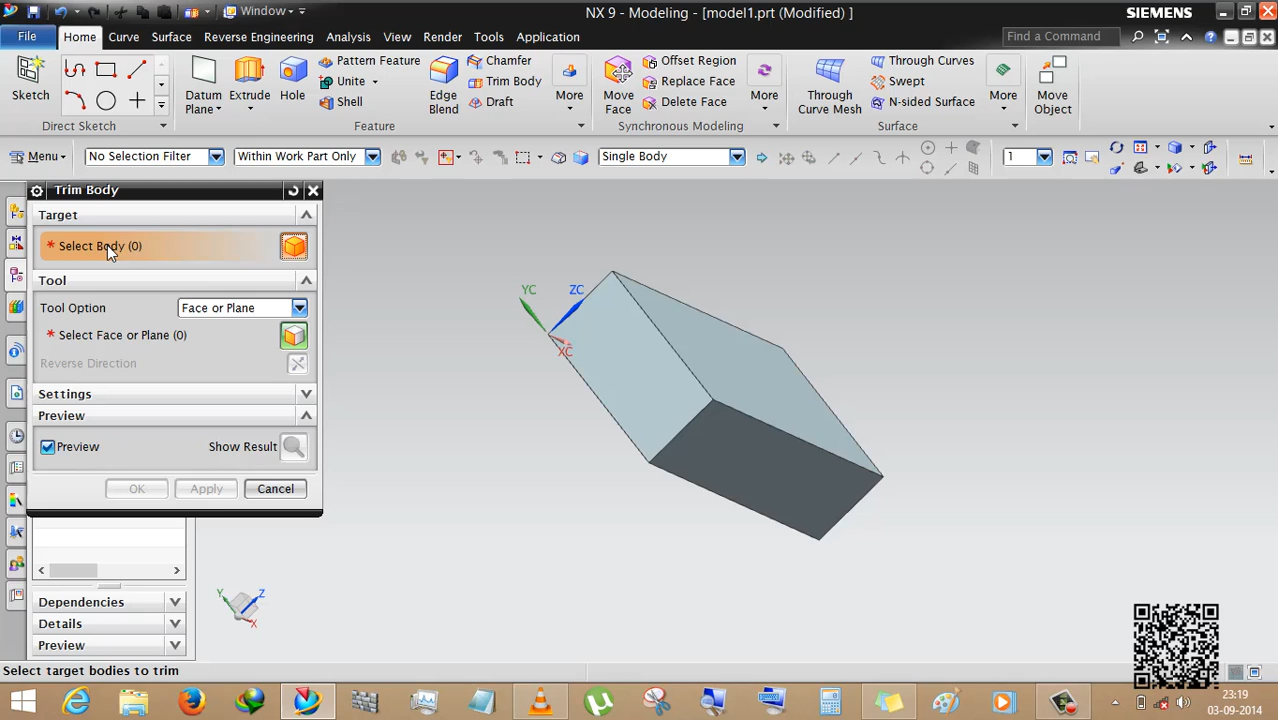 Window
NX 9 - Modeling - [model1.prt (Modified) ]
SIEMENS
File
Home
Curve
Surface
Reverse Engineering
Analysis
View
Render
Tools
Application
Find a Command
Sketch
Direct Sketch
Datum Plane
Extrude
Hole
Pattern Feature
Unite
Shell
Edge Blend
Chamfer
Trim Body
Draft
More
Feature
Move Face
Offset Region
Replace Face
Delete Face
More
Synchronous Modeling
Through Curve Mesh
Through Curves
Swept
N-sided Surface
More
Surface
Move Object
Menu
No Selection Filter
Within Work Part Only
Single Body
1
Trim Body
Target
* Select Body (0)
Tool
Tool Option
Face or Plane
* Select Face or Plane (0)
Reverse Direction
Settings
Preview
Preview
Show Result
OK
Apply
Cancel
YC
ZC
XC
Y
Z
X
Dependencies
Details
Preview
Select target bodies to trim
23:19
03-09-2014